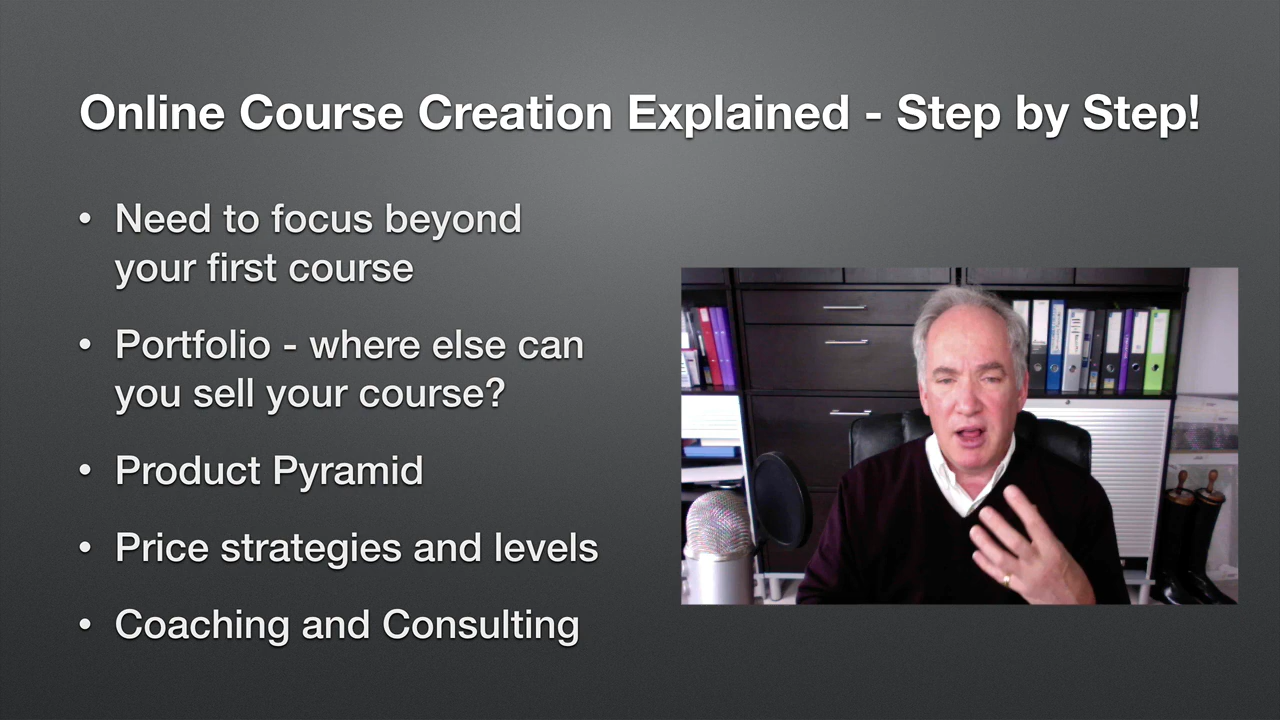 Online Course Creation Explained - Step by Step!
• Need to focus beyond
your first course
• Portfolio - where else can
you sell your course?
• Product Pyramid
• Price strategies and levels
• Coaching and Consulting